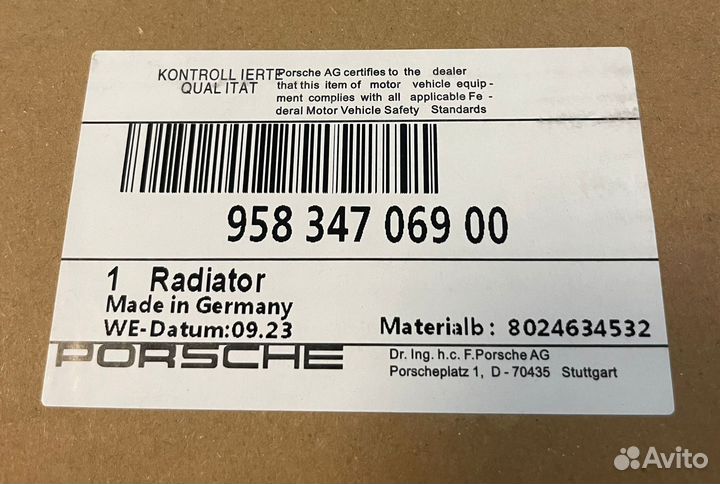 KONTROLL IERTE
QUAL ITÄT
Porsche AG certifies to the dealer
that this item of motor vehicle equip -
ment complies with all applicable Fe -
deral Motor Vehicle Safety Standards
958 347 069 00
1 Radiator
Made in Germany
WE-Datum:09.23
Materialb: 8024634532
PORSCHE
Dr. Ing. h.c. F.Porsche AG
Porscheplatz 1, D - 70435 Stuttgart
Avito